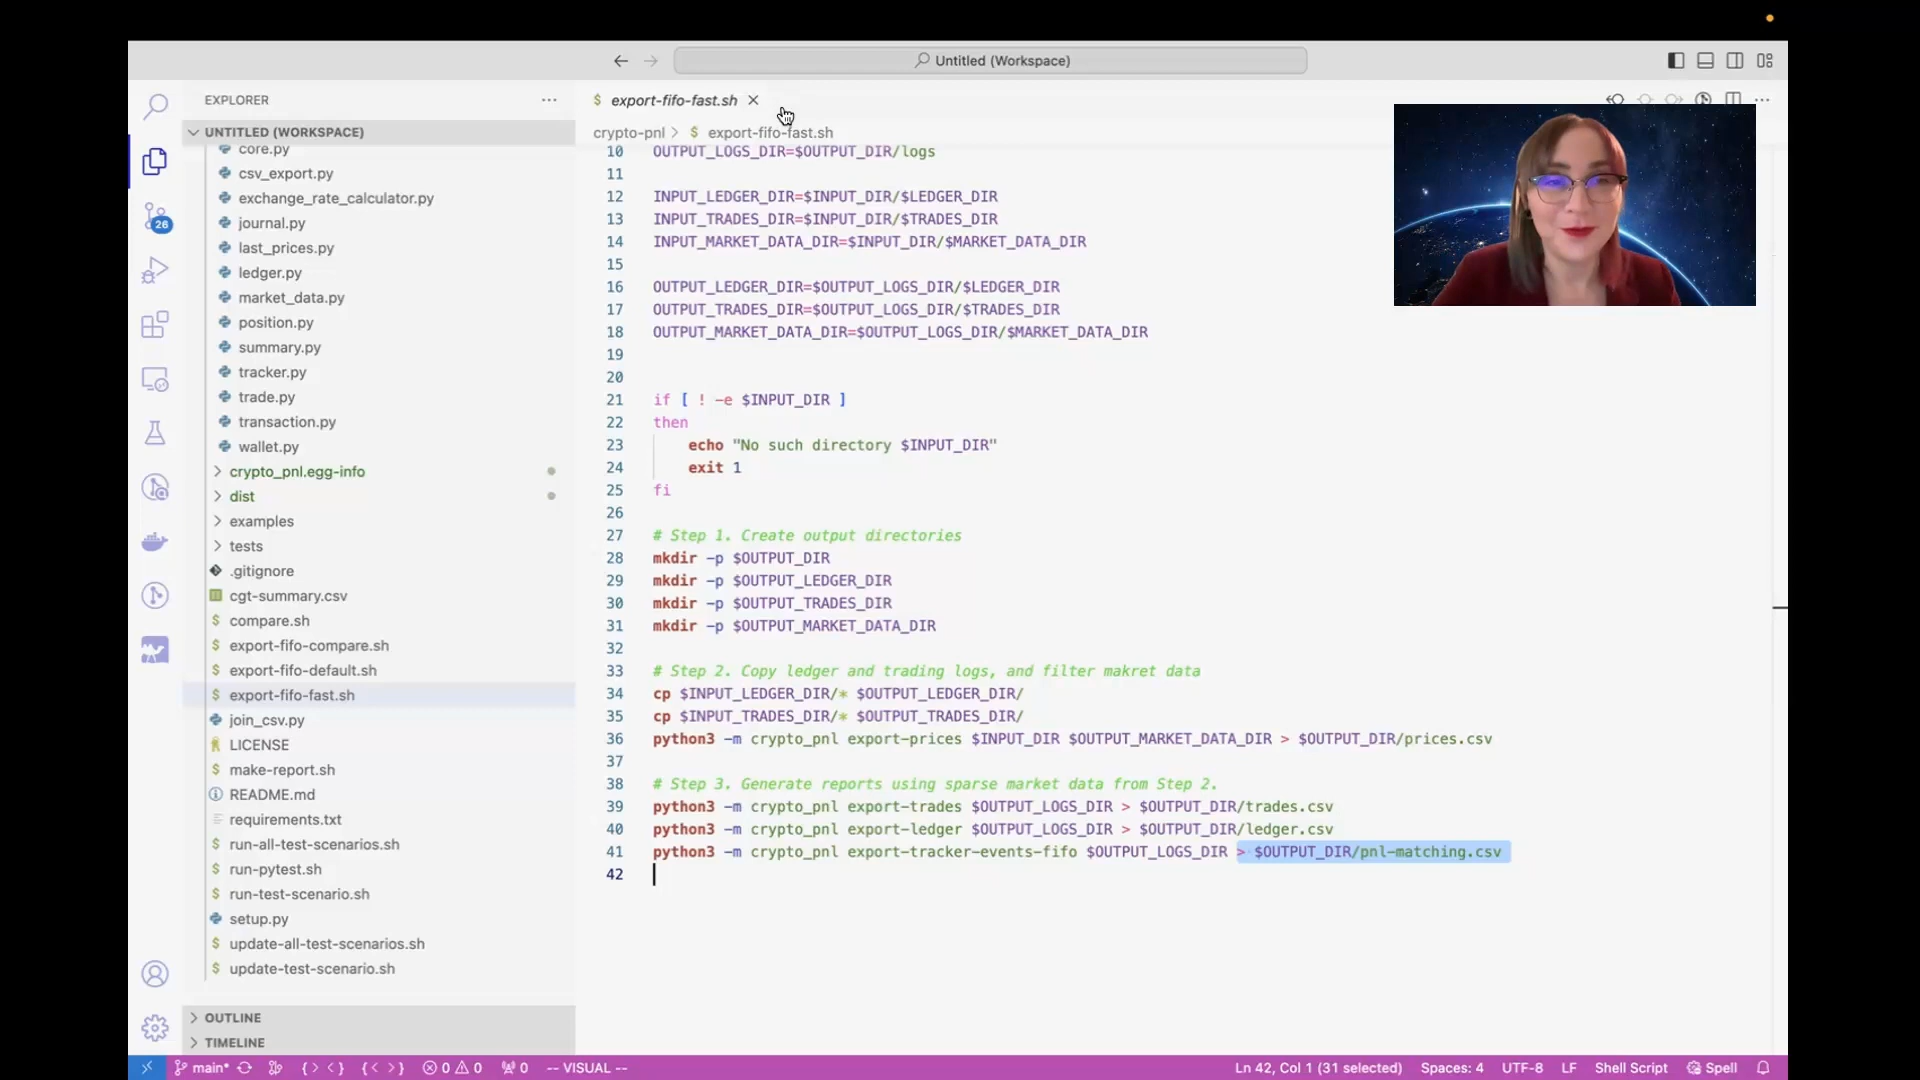 Untitled (Workspace)
EXPLORER
UNTITLED (WORKSPACE)
core.py
csv_export.py
exchange_rate_calculator.py
journal.py
last_prices.py
ledger.py
market_data.py
position.py
summary.py
tracker.py
trade.py
transaction.py
wallet.py
crypto_pnl.egg-info
dist
examples
tests
.gitignore
cgt-summary.csv
$ compare.sh
$ export-fifo-compare.sh
$ export-fifo-default.sh
$ export-fifo-fast.sh
join_csv.py
LICENSE
$ make-report.sh
README.md
requirements.txt
$ run-all-test-scenarios.sh
$ run-pytest.sh
$ run-test-scenario.sh
setup.py
$ update-all-test-scenarios.sh
$ update-test-scenario.sh
OUTLINE
TIMELINE
26
$ export-fifo-fast.sh
crypto-pnl > $ export-fifo-fast.sh
10 OUTPUT_LOGS_DIR=$OUTPUT_DIR/logs
11
12 INPUT_LEDGER_DIR=$INPUT_DIR/$LEDGER_DIR
13 INPUT_TRADES_DIR=$INPUT_DIR/$TRADES_DIR
14 INPUT_MARKET_DATA_DIR=$INPUT_DIR/$MARKET_DATA_DIR
15
16 OUTPUT_LEDGER_DIR=$OUTPUT_LOGS_DIR/$LEDGER_DIR
17 OUTPUT_TRADES_DIR=$OUTPUT_LOGS_DIR/$TRADES_DIR
18 OUTPUT_MARKET_DATA_DIR=$OUTPUT_LOGS_DIR/$MARKET_DATA_DIR
19
20
21 if [ ! -e $INPUT_DIR ]
22 then
23 echo "No such directory $INPUT_DIR"
24 exit 1
25 fi
26
27 # Step 1. Create output directories
28 mkdir -p $OUTPUT_DIR
29 mkdir -p $OUTPUT_LEDGER_DIR
30 mkdir -p $OUTPUT_TRADES_DIR
31 mkdir -p $OUTPUT_MARKET_DATA_DIR
32
33 # Step 2. Copy ledger and trading logs, and filter makret data
34 cp $INPUT_LEDGER_DIR/* $OUTPUT_LEDGER_DIR/
35 cp $INPUT_TRADES_DIR/* $OUTPUT_TRADES_DIR/
36 python3 -m crypto_pnl export-prices $INPUT_DIR $OUTPUT_MARKET_DATA_DIR > $OUTPUT_DIR/prices.csv
37
38 # Step 3. Generate reports using sparse market data from Step 2.
39 python3 -m crypto_pnl export-trades $OUTPUT_LOGS_DIR > $OUTPUT_DIR/trades.csv
40 python3 -m crypto_pnl export-ledger $OUTPUT_LOGS_DIR > $OUTPUT_DIR/ledger.csv
41 python3 -m crypto_pnl export-tracker-events-fifo $OUTPUT_LOGS_DIR > $OUTPUT_DIR/pnl-matching.csv
42
main* 0 0 0 -- VISUAL -- Ln 42, Col 1 (31 selected) Spaces: 4 UTF-8 LF Shell Script Spell